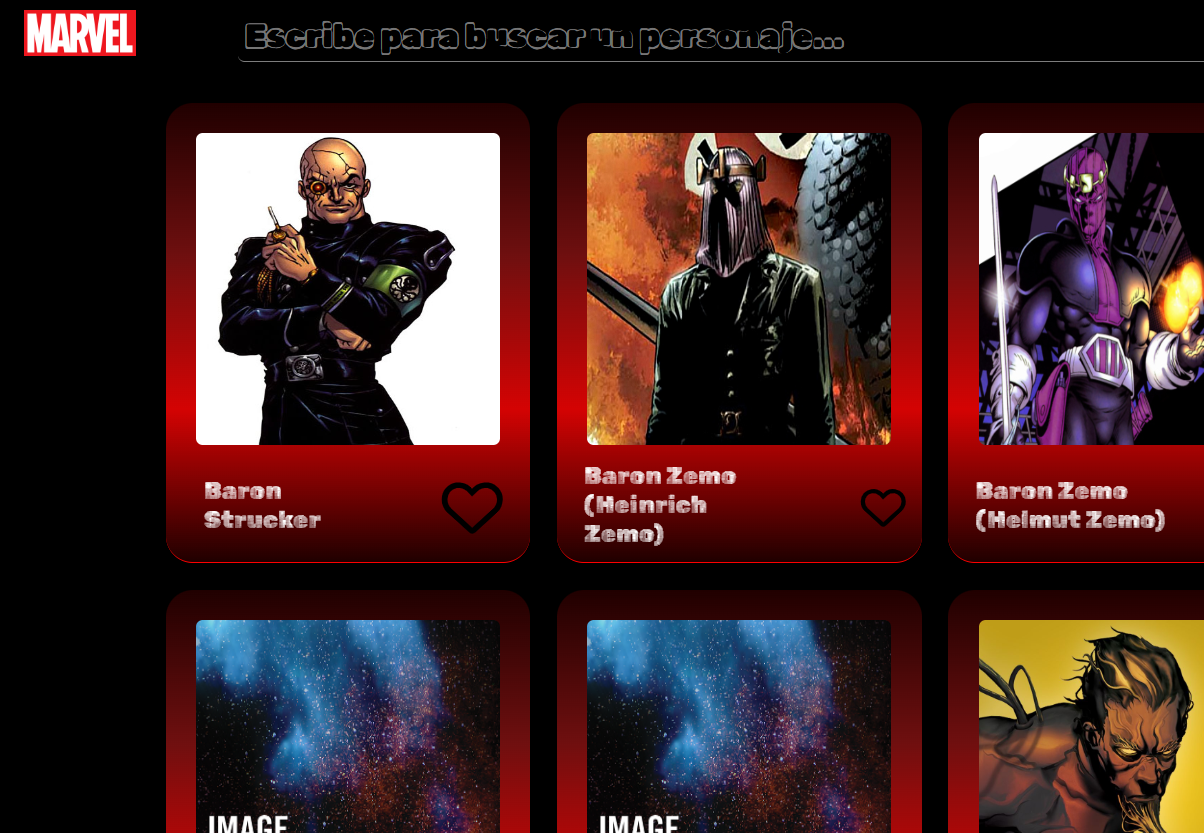 MARVEL
Escribe para buscar un personaje...
Baron
Strucker
Baron Zemo
(Heinrich
Zemo)
Baron Zemo
(Helmut Zemo)
IMAGE
IMAGE